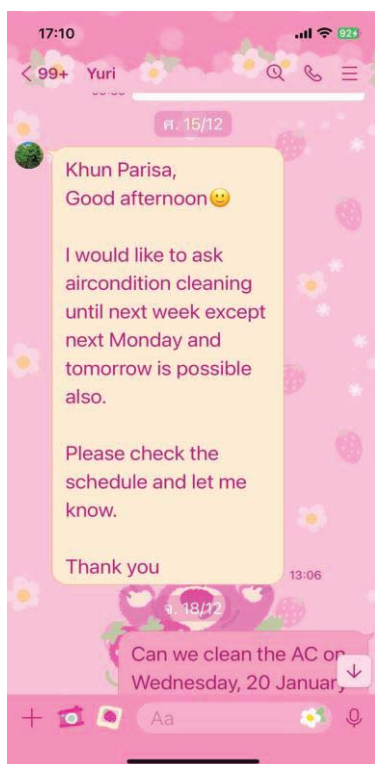 17:10
92
99+ Yuri
ศ. 15/12
Khun Parisa,
Good afternoon🙂
I would like to ask
aircondition cleaning
until next week except
next Monday and
tomorrow is possible
also.
Please check the
schedule and let me
know.
Thank you
13:06
จ. 18/12
Can we clean the AC on
Wednesday, 20 January
Aa